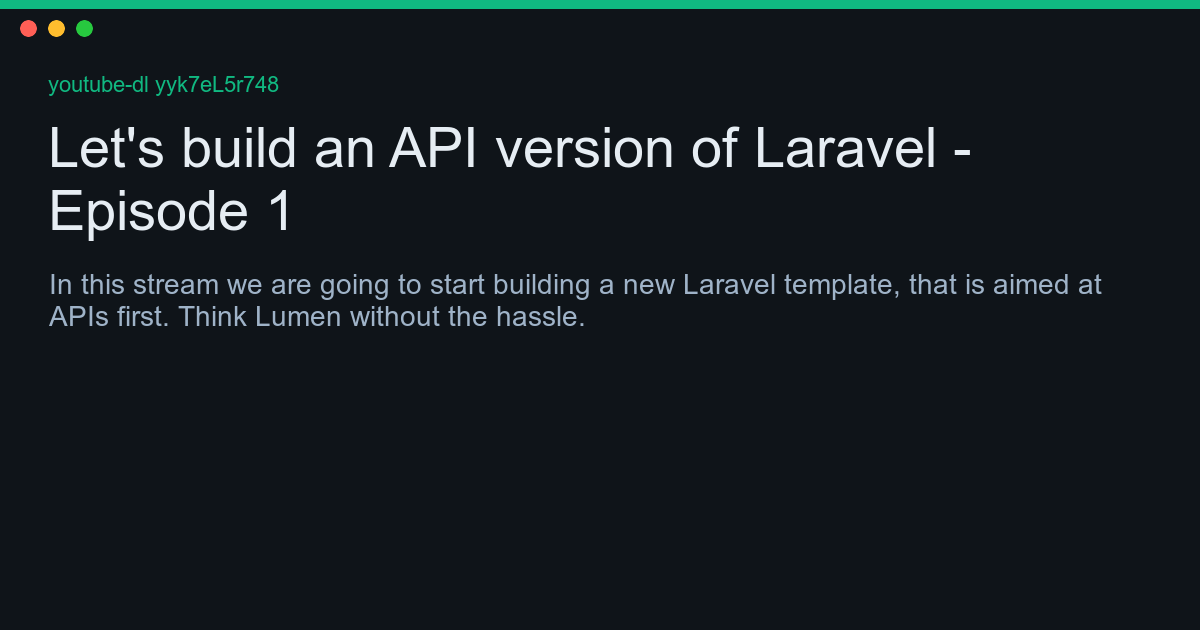 youtube-dl yyk7eL5r748
Let's build an API version of Laravel -
Episode 1
In this stream we are going to start building a new Laravel template, that is aimed at
APIs first. Think Lumen without the hassle.